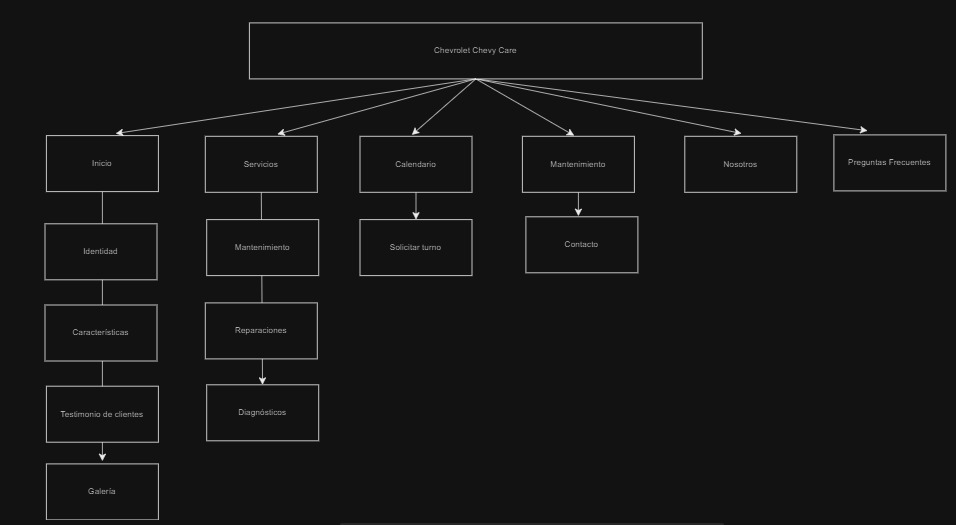 Chevrolet Chevy Care
Inicio
Servicios
Calendario
Mantenimiento
Nosotros
Preguntas Frecuentes
Identidad
Mantenimiento
Solicitar turno
Contacto
Características
Reparaciones
Testimonio de clientes
Diagnósticos
Galería